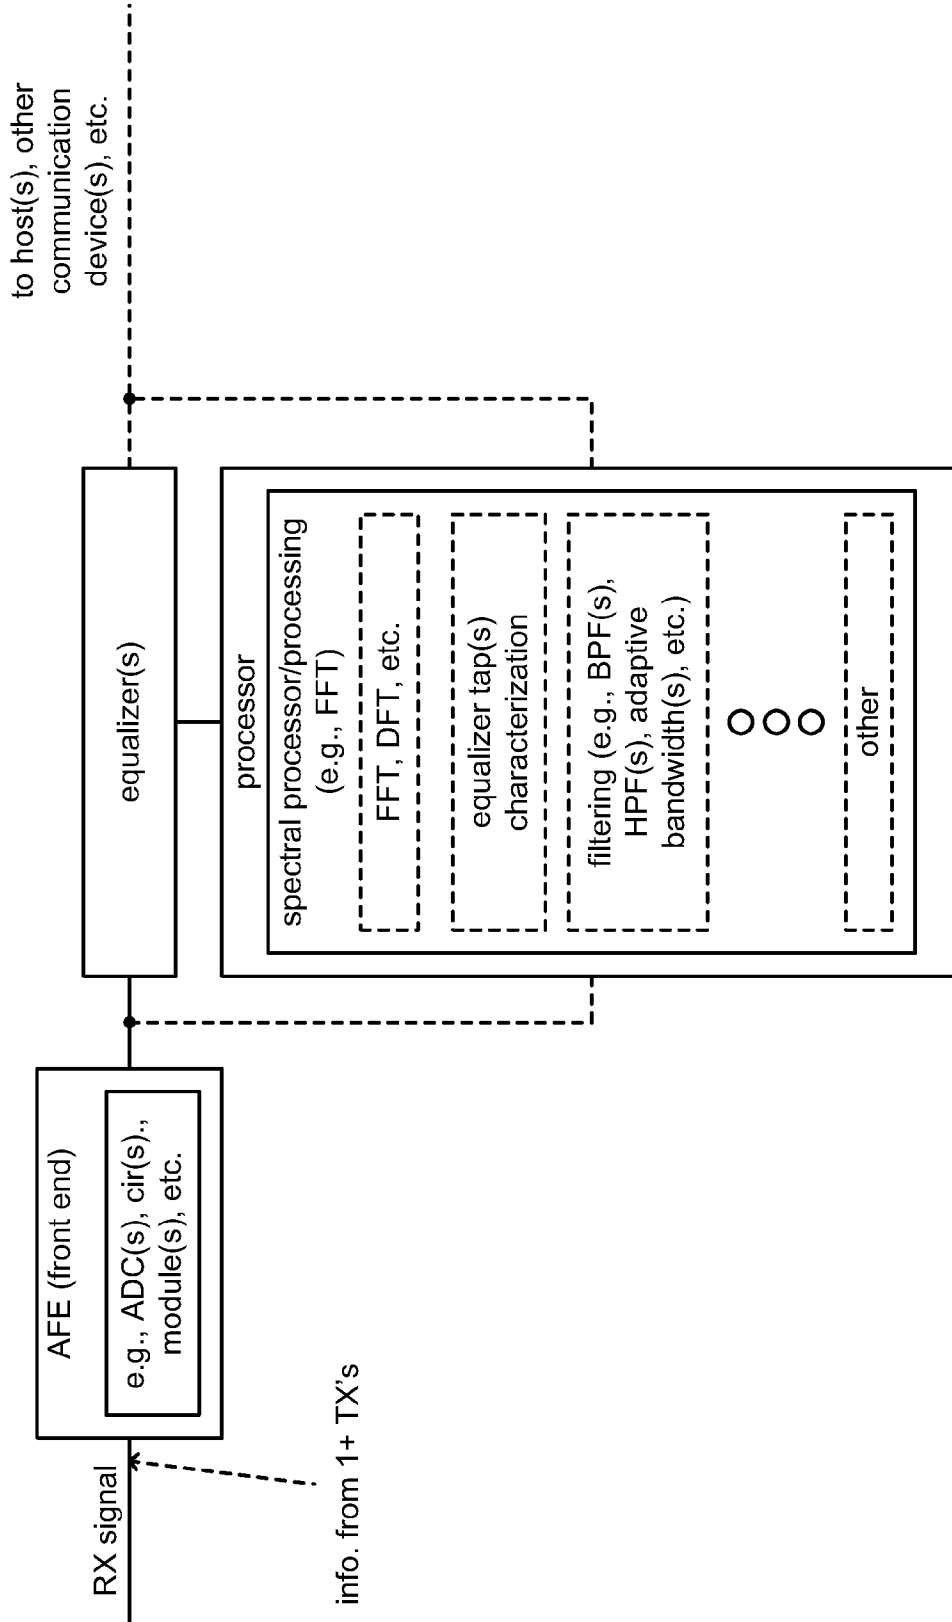 RX signal
info. from 1+ TX's
AFE (front end)
e.g., ADC(s), cir(s).,
module(s), etc.
equalizer(s)
processor
spectral processor/processing
(e.g., FFT)
FFT, DFT, etc.
equalizer tap(s)
characterization
filtering (e.g., BPF(s),
HPF(s), adaptive
bandwidth(s), etc.)
other
to host(s), other
communication
device(s), etc.